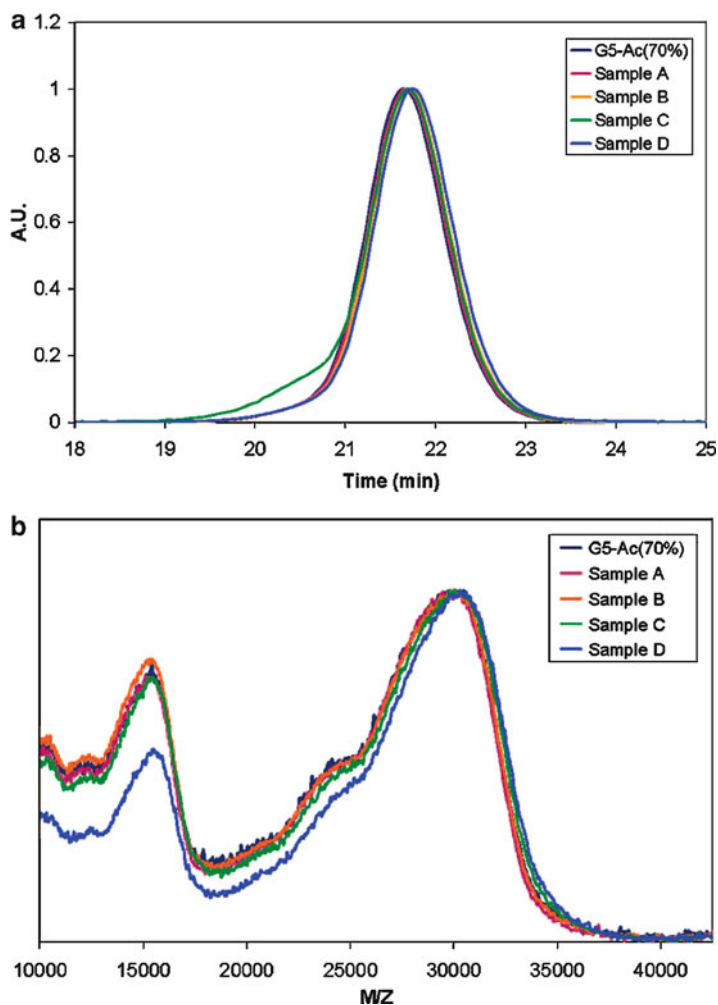 a
1.2
1
0.8
0.6
0.4
0.2
0
A.U.
18 19 20 21 22 23 24 25
Time (min)
G5-Ac(70%)
Sample A
Sample B
Sample C
Sample D
b
G5-Ac(70%)
Sample A
Sample B
Sample C
Sample D
10000 15000 20000 25000 30000 35000 40000
M/Z